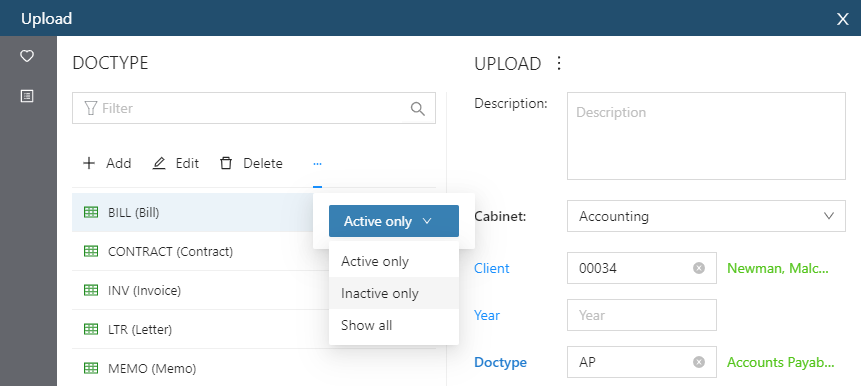 Upload X
DOCTYPE
Filter
Add Edit Delete ...
BILL (Bill)
CONTRACT (Contract)
INV (Invoice)
LTR (Letter)
MEMO (Memo)
Active only
Active only
Inactive only
Show all
UPLOAD
Description: Description
Cabinet: Accounting
Client 00034 Newman, Malc...
Year Year
Doctype AP Accounts Payab...